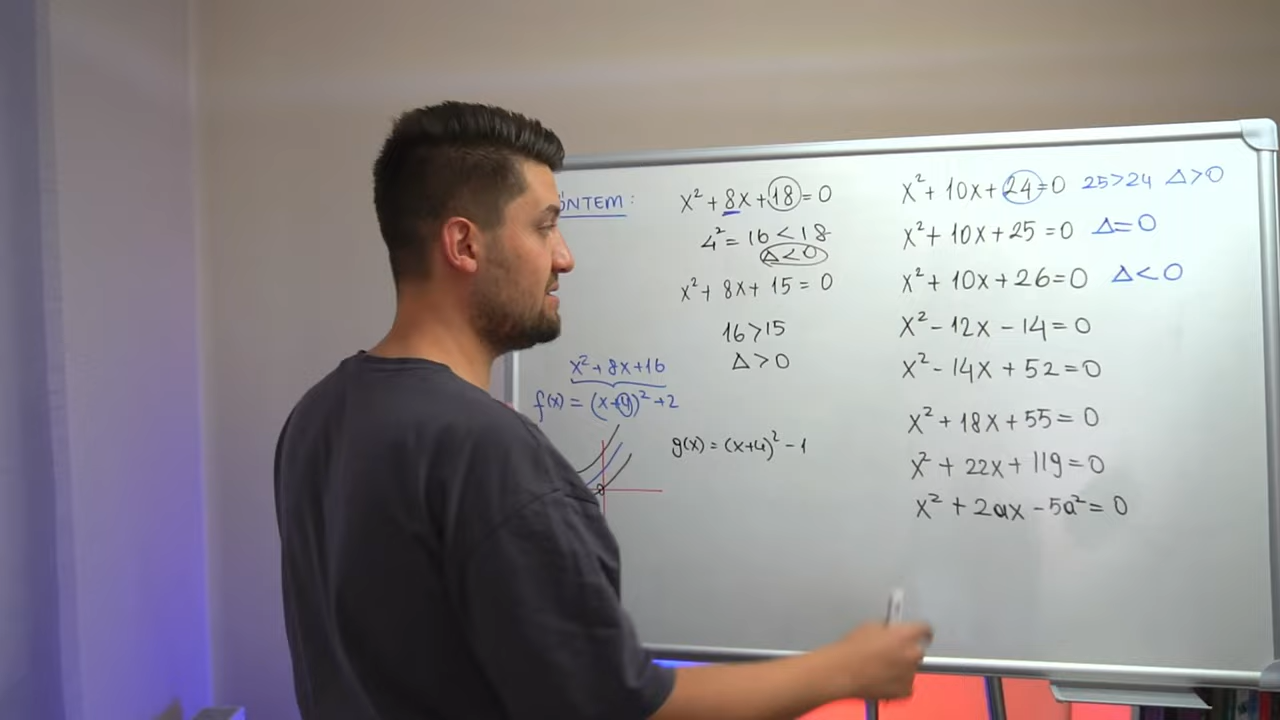 x² + 8x + 18 = 0
4² = 16 < 18
Δ < 0
x² + 8x + 15 = 0
16 > 15
Δ > 0
x² + 8x + 16
f(x) = (x+4)² + 2
g(x) = (x+4)² - 1
x² + 10x + 24 = 0 25 > 24 Δ > 0
x² + 10x + 25 = 0 Δ = 0
x² + 10x + 26 = 0 Δ < 0
x² - 12x - 14 = 0
x² - 14x + 52 = 0
x² + 18x + 55 = 0
x² + 22x + 119 = 0
x² + 2ax - 5a² = 0